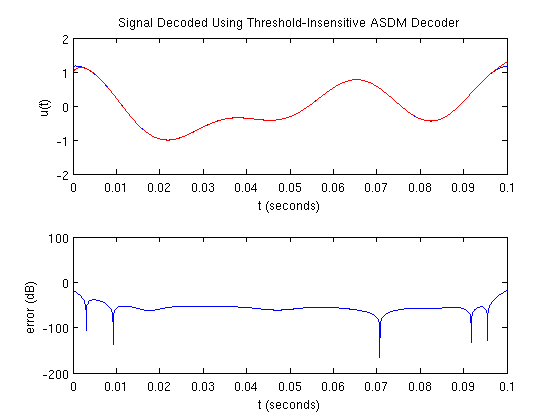 Signal Decoded Using Threshold-Insensitive ASDM Decoder
2
1
0
-1
-2
u(t)
0 0.01 0.02 0.03 0.04 0.05 0.06 0.07 0.08 0.09 0.1
t (seconds)
100
0
-100
-200
error (dB)
0 0.01 0.02 0.03 0.04 0.05 0.06 0.07 0.08 0.09 0.1
t (seconds)